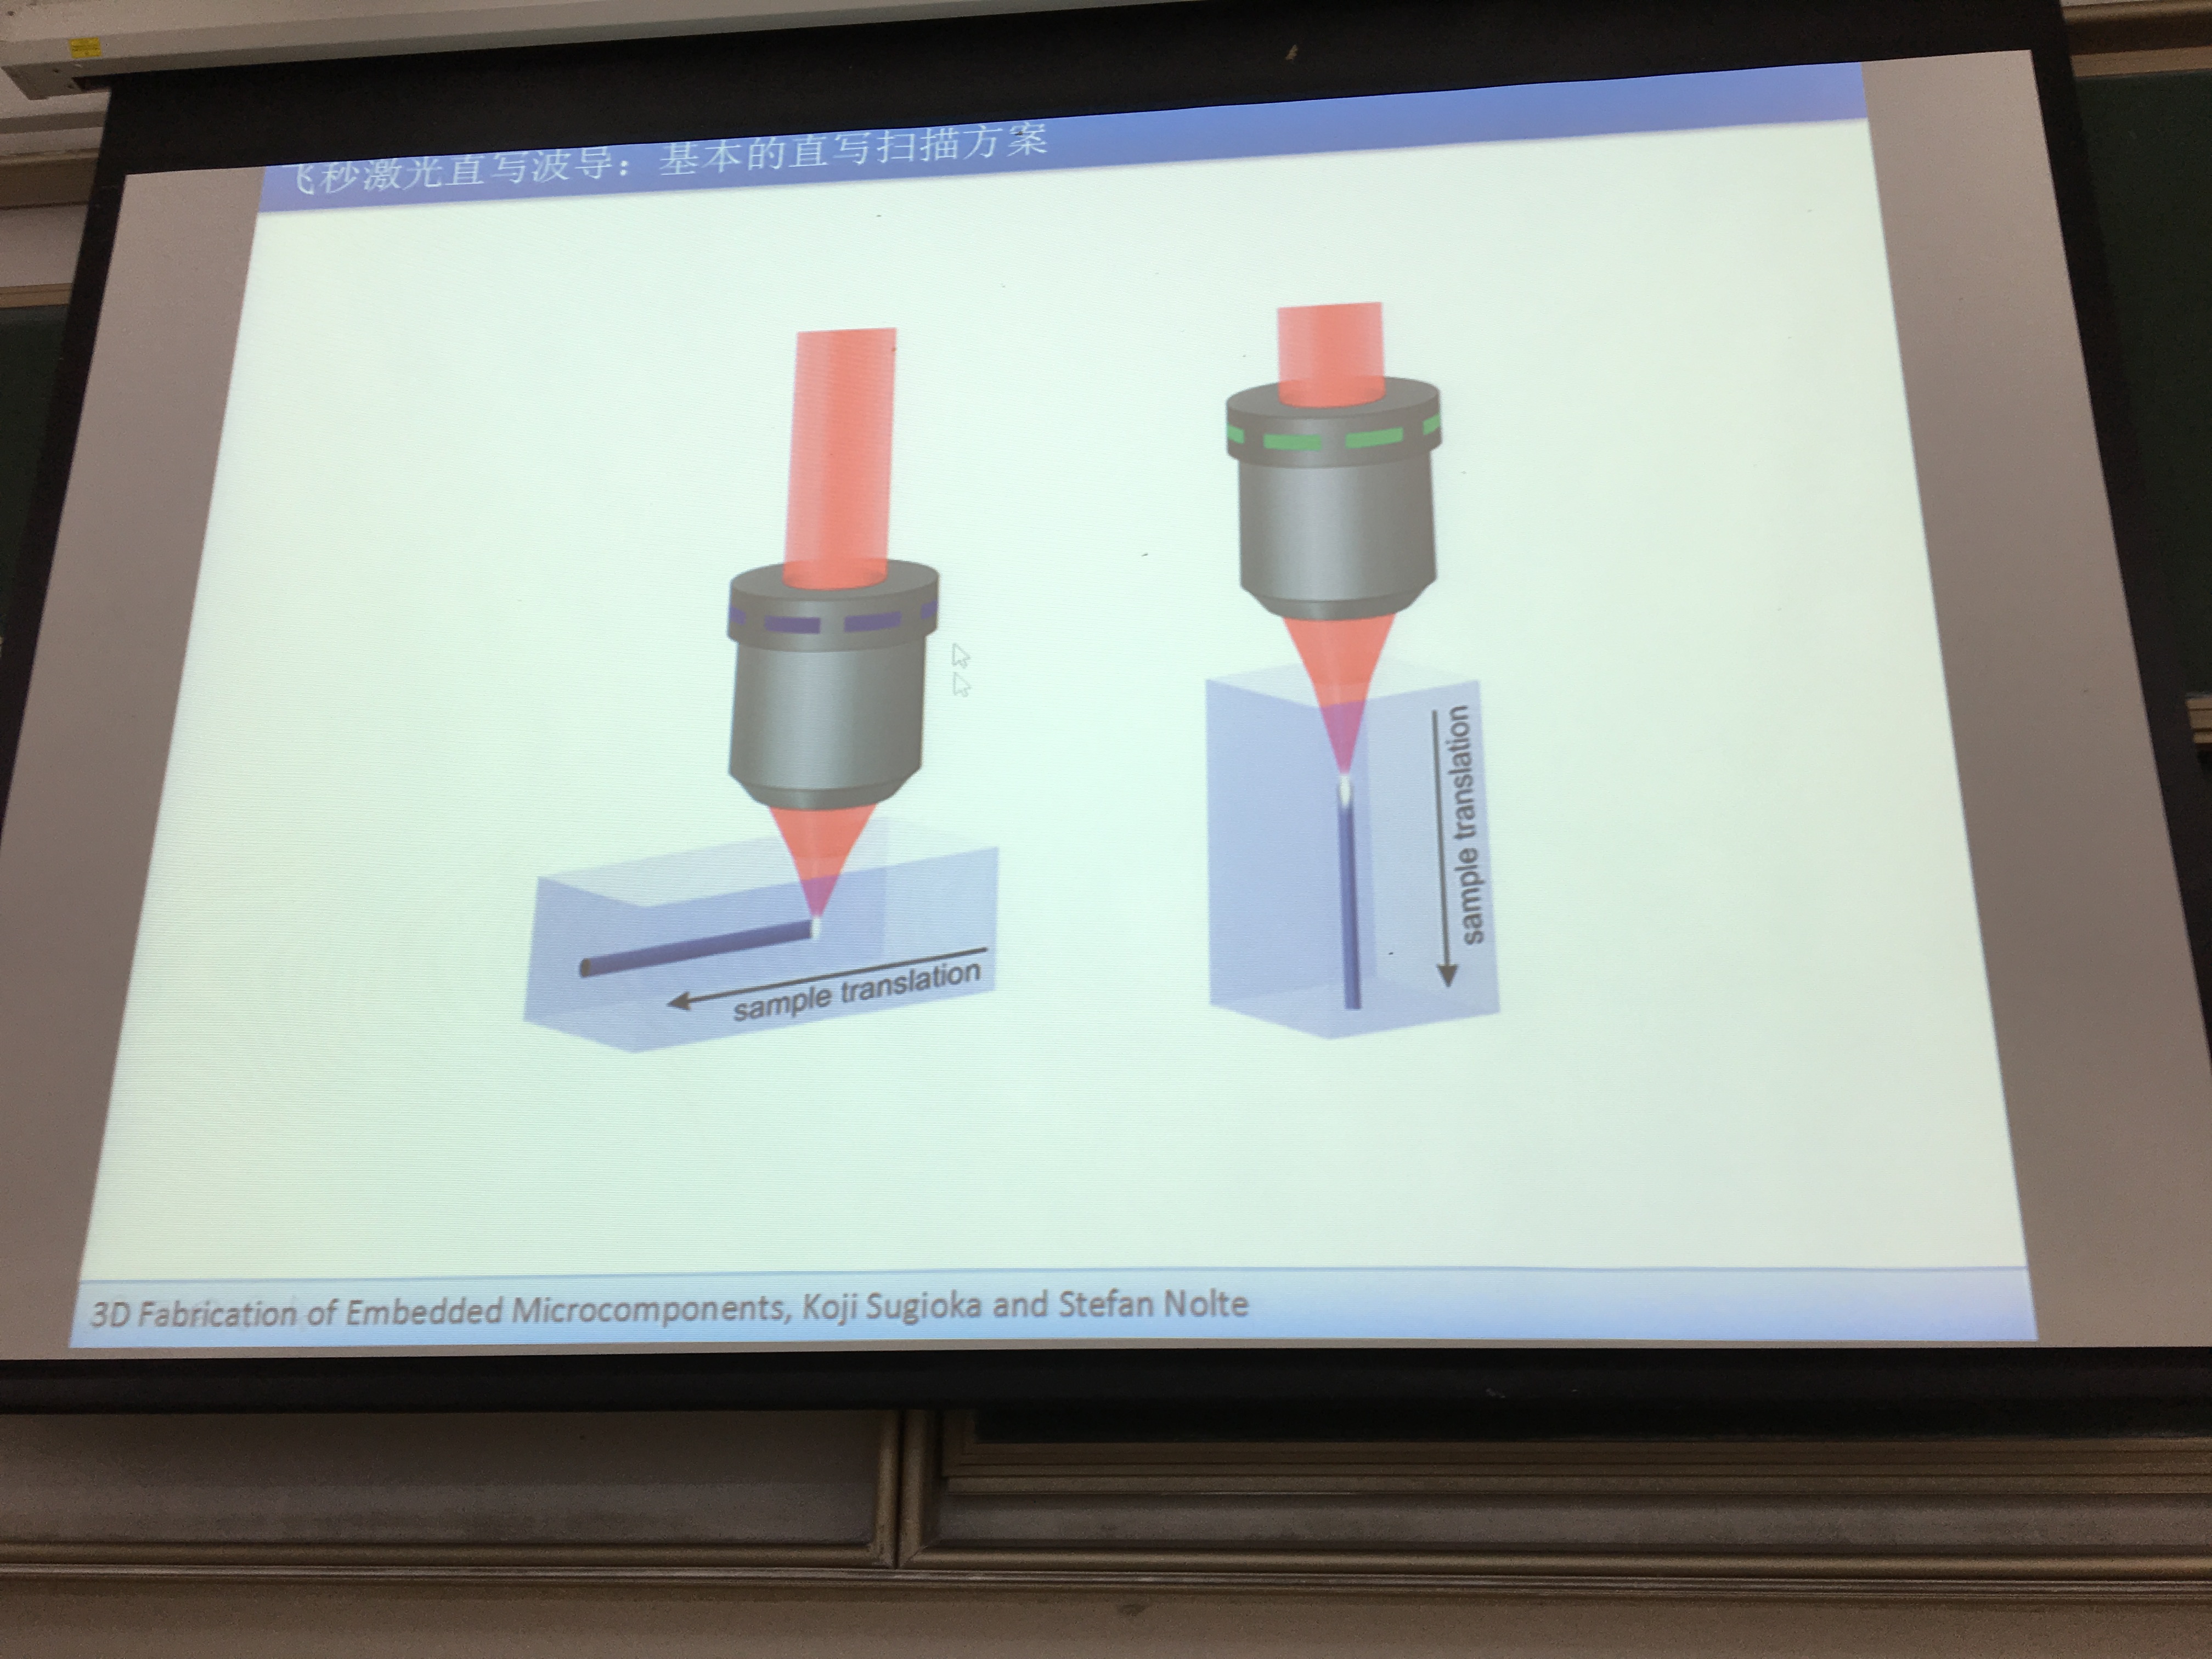 飞秒激光直写波导：基本的直写扫描方案
sample translation
sample translation
3D Fabrication of Embedded Microcomponents, Koji Sugioka and Stefan Nolte